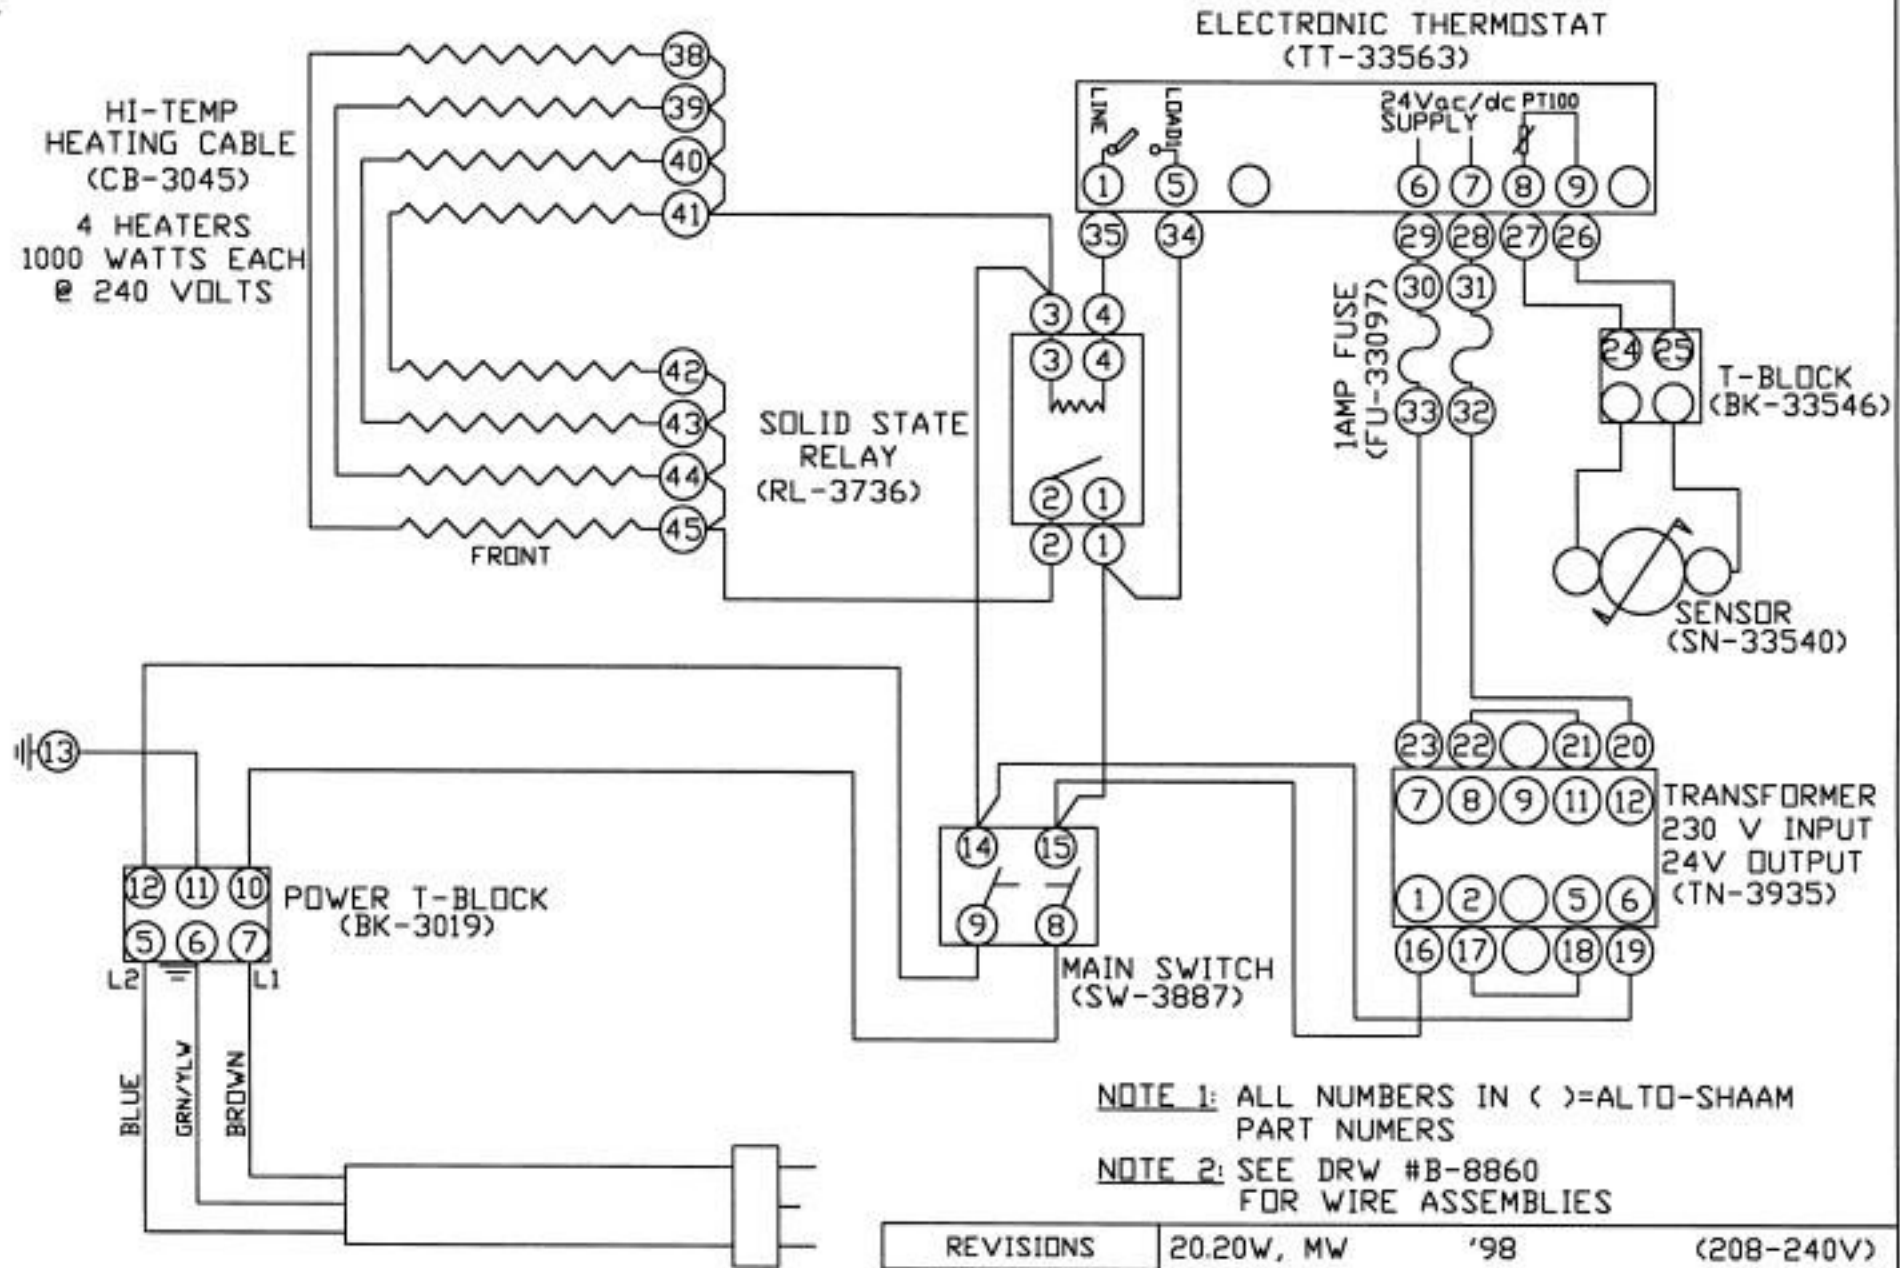 ELECTRONIC THERMOSTAT
(TT-33563)
LINE
LOAD1
24Vac/dc PT100
SUPPLY
1 5 6 7 8 9
35 34 29 28 27 26
30 31
1AMP FUSE
(FU-33097)
33 32
24 25
T-BLOCK
(BK-33546)
SENSOR
(SN-33540)
HI-TEMP
HEATING CABLE
(CB-3045)
4 HEATERS
1000 WATTS EACH
@ 240 VOLTS
38
39
40
41
42
43
44
45
FRONT
SOLID STATE
RELAY
(RL-3736)
3 4
3 4
2 1
2 1
13
12 11 10
5 6 7
L2 L1
POWER T-BLOCK
(BK-3019)
BLUE
GRN/YLW
BROWN
14 15
9 8
MAIN SWITCH
(SW-3887)
23 22 21 20
7 8 9 11 12
1 2 5 6
16 17 18 19
TRANSFORMER
230 V INPUT
24V OUTPUT
(TN-3935)
NOTE 1: ALL NUMBERS IN ( )=ALTO-SHAAM
PART NUMERS
NOTE 2: SEE DRW #B-8860
FOR WIRE ASSEMBLIES
REVISIONS 20.20W, MW '98 (208-240V)